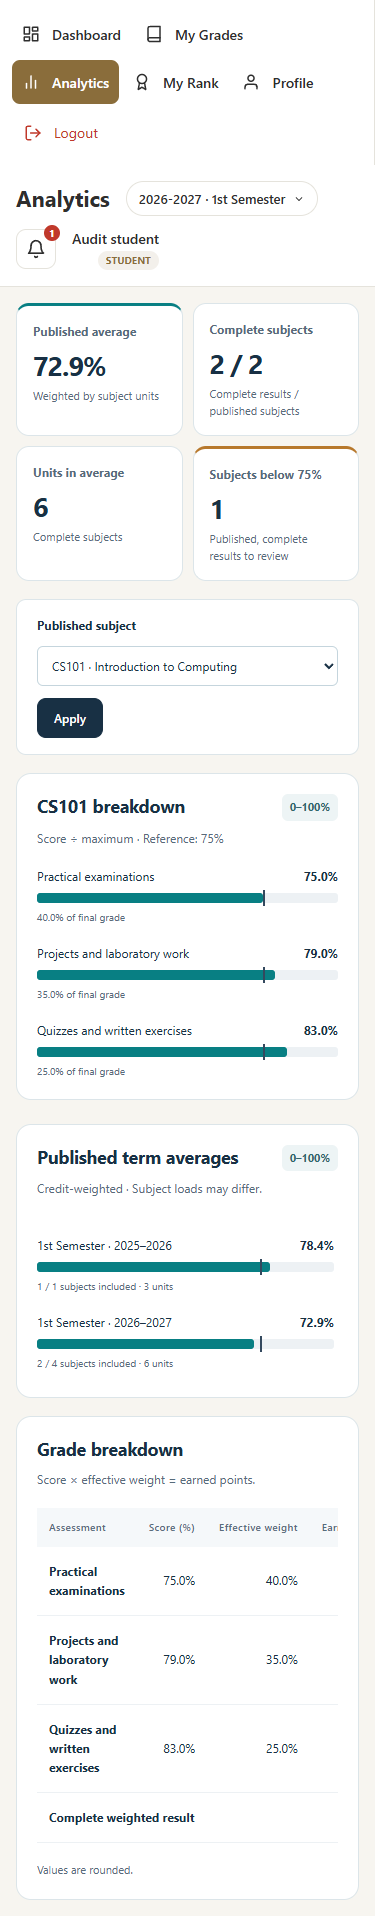 Dashboard
My Grades
Analytics
My Rank
Profile
Logout
Analytics
2026-2027 · 1st Semester
1
Audit student
STUDENT
Published average
72.9%
Weighted by subject units
Complete subjects
2 / 2
Complete results /
published subjects
Units in average
6
Complete subjects
Subjects below 75%
1
Published, complete
results to review
Published subject
CS101 · Introduction to Computing
Apply
CS101 breakdown
0–100%
Score ÷ maximum · Reference: 75%
Practical examinations
75.0%
40.0% of final grade
Projects and laboratory work
79.0%
35.0% of final grade
Quizzes and written exercises
83.0%
25.0% of final grade
Published term averages
0–100%
Credit-weighted · Subject loads may differ.
1st Semester · 2025–2026
78.4%
1 / 1 subjects included · 3 units
1st Semester · 2026–2027
72.9%
2 / 4 subjects included · 6 units
Grade breakdown
Score × effective weight = earned points.
Assessment Score (%) Effective weight
Practical
examinations
75.0% 40.0%
Projects and
laboratory
work
79.0% 35.0%
Quizzes and
written
exercises
83.0% 25.0%
Complete weighted result
Values are rounded.